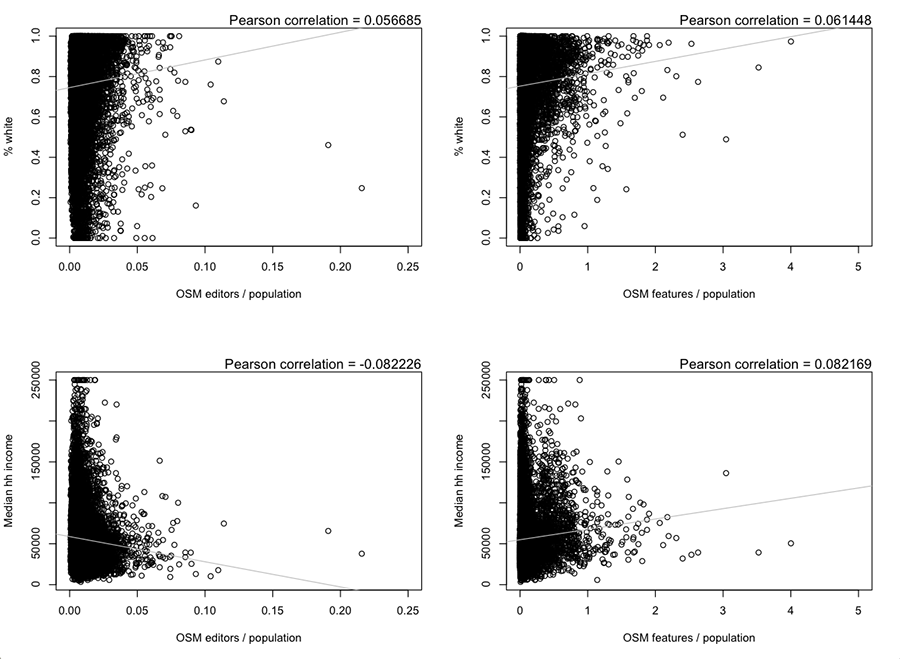 Pearson correlation = 0.056685
% white
1.0
0.8
0.6
0.4
0.2
0.0
0.00 0.05 0.10 0.15 0.20 0.25
OSM editors / population
Pearson correlation = 0.061448
% white
1.0
0.8
0.6
0.4
0.2
0.0
0 1 2 3 4 5
OSM features / population
Pearson correlation = -0.082226
Median hh income
250000
150000
50000
0
0.00 0.05 0.10 0.15 0.20 0.25
OSM editors / population
Pearson correlation = 0.082169
Median hh income
250000
150000
50000
0
0 1 2 3 4 5
OSM features / population